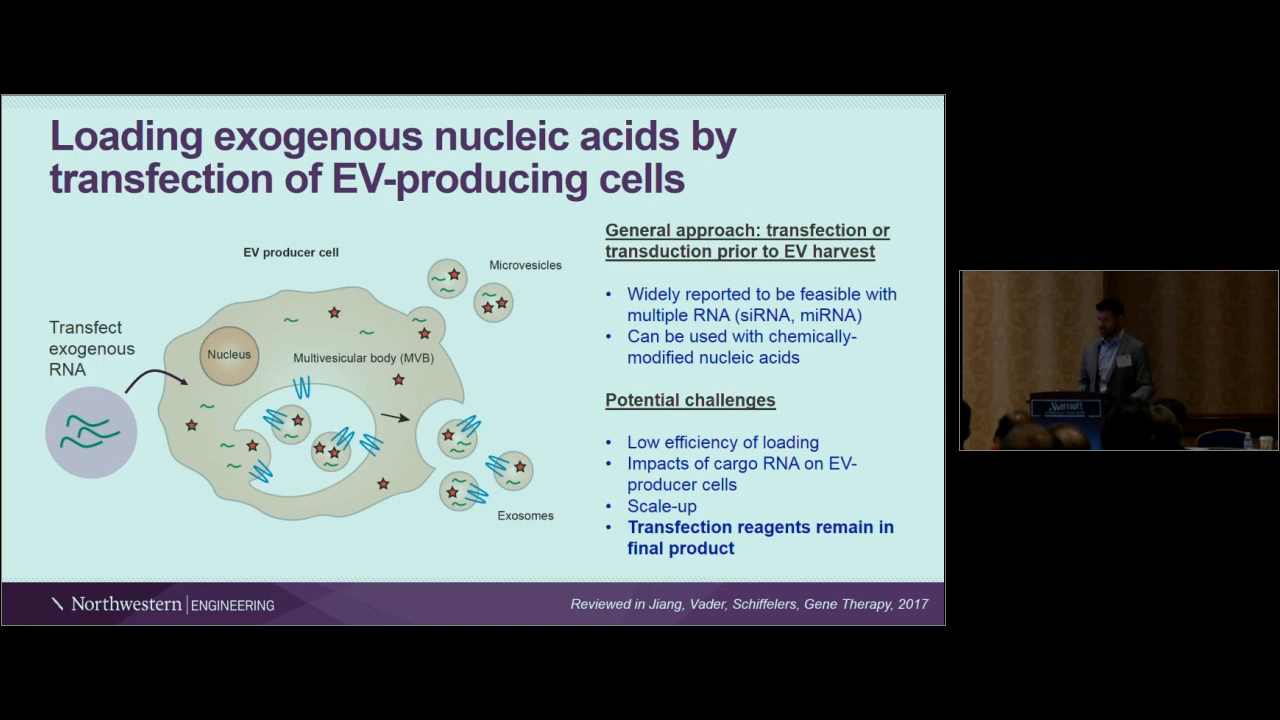 Loading exogenous nucleic acids by
transfection of EV-producing cells
EV producer cell
Microvesicles
Transfect
exogenous
RNA
Nucleus
Multivesicular body (MVB)
Exosomes
General approach: transfection or
transduction prior to EV harvest
• Widely reported to be feasible with
multiple RNA (siRNA, miRNA)
• Can be used with chemically-
modified nucleic acids
Potential challenges
• Low efficiency of loading
• Impacts of cargo RNA on EV-
producer cells
• Scale-up
• Transfection reagents remain in
final product
Northwestern | ENGINEERING
Reviewed in Jiang, Vader, Schiffelers, Gene Therapy, 2017
Marriott